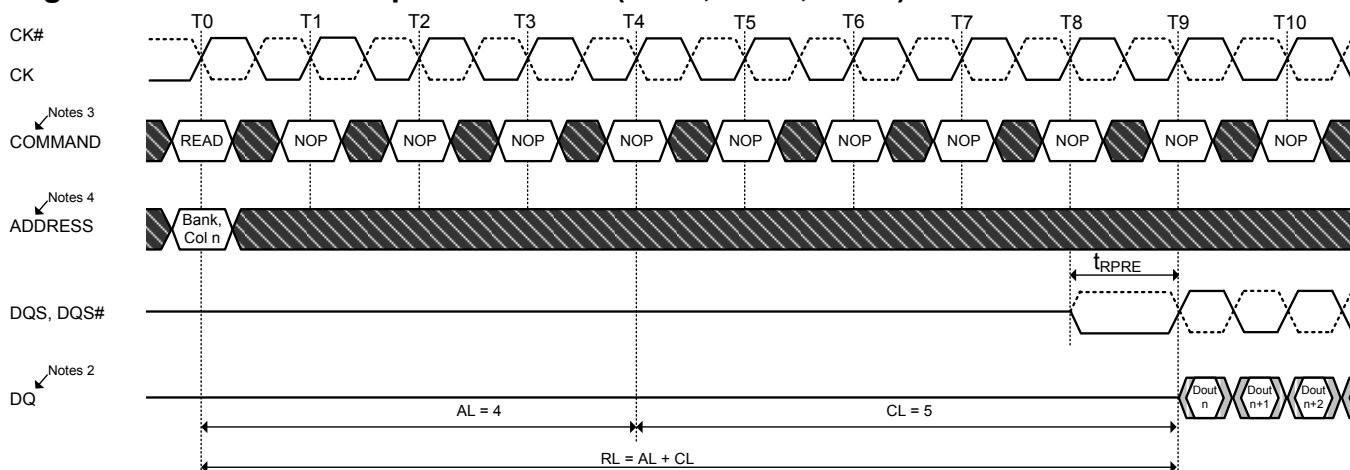 T0 T1 T2 T3 T4 T5 T6 T7 T8 T9 T10
CK#
CK
Notes 3
COMMAND
READ NOP NOP NOP NOP NOP NOP NOP NOP NOP NOP
Notes 4
ADDRESS
Bank,
Col n
tRPRE
DQS, DQS#
Notes 2
DQ
Dout
n
Dout
n+1
Dout
n+2
AL = 4
CL = 5
RL = AL + CL